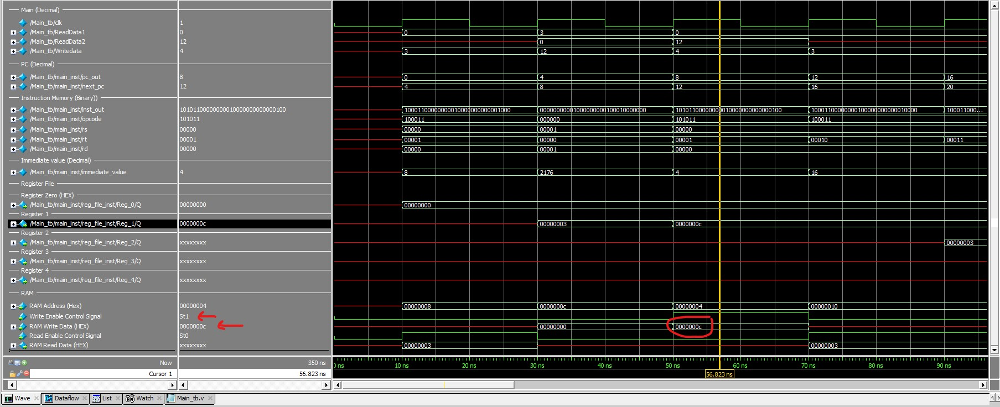 Main (Decimal)
/Main_tb/clk 1
/Main_tb/ReadData1 0 0 3 0
/Main_tb/ReadData2 12 0 12
/Main_tb/Writedata 4 3 12 4 3
PC (Decimal)
/Main_tb/main_inst/pc_out 8 0 4 8 12 16
/Main_tb/main_inst/next_pc 12 4 8 12 16 20
Instruction Memory (Binary))
/Main_tb/main_inst/inst_out 10101100000000010000000000000100 10001100000000010000000000001000 00000000001000000000100010000000 10101100000000010000000000000100 10001100000000100000000000010000 100011000...
/Main_tb/main_inst/opcode 101011 100011 000000 101011 100011
/Main_tb/main_inst/rs 00000 00000 00001 00000
/Main_tb/main_inst/rt 00001 00001 00000 00001 00010 00011
/Main_tb/main_inst/rd 00000 00000 00001 00000
Immediate value (Decimal)
/Main_tb/main_inst/immediate_value 4 8 2176 4 16
Register File
Register Zero (HEX)
/Main_tb/main_inst/reg_file_inst/Reg_0/Q 00000000 00000000
Register 1
/Main_tb/main_inst/reg_file_inst/Reg_1/Q 0000000c 00000003 0000000c
Register 2
/Main_tb/main_inst/reg_file_inst/Reg_2/Q xxxxxxxx 00000003
Register 3
/Main_tb/main_inst/reg_file_inst/Reg_3/Q xxxxxxxx
Register 4
/Main_tb/main_inst/reg_file_inst/Reg_4/Q xxxxxxxx
RAM
RAM Address (Hex) 00000004 00000008 0000000c 00000004 00000010
Write Enable Control Signal St1
RAM Write Data (HEX) 0000000c 00000000 0000000c
Read Enable Control Signal St0
RAM Read Data (HEX) xxxxxxxx 00000003 00000003
Now 350 ns 0 ns 10 ns 20 ns 30 ns 40 ns 50 ns 60 ns 70 ns 80 ns 90 ns
Cursor 1 56.823 ns 56.823 ns
Wave Dataflow List Watch Main_tb.v